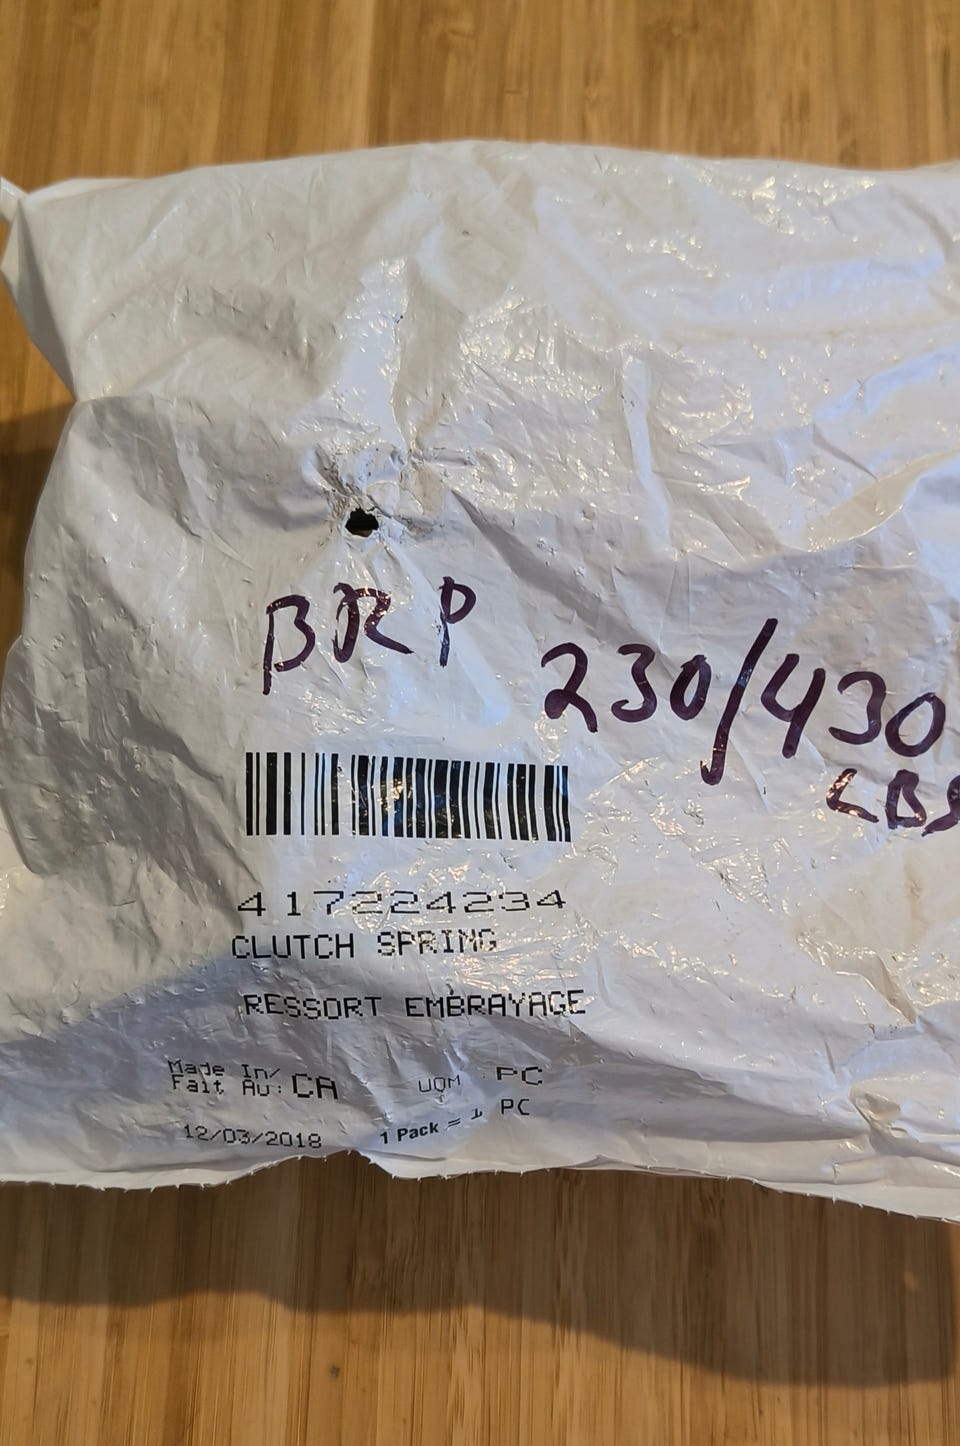 BRP
230/430
LBS
417224234
CLUTCH SPRING
RESSORT EMBRAYAGE
Made In/
Fait Au: CA
UOM : PC
12/03/2018
1 Pack = 1 PC